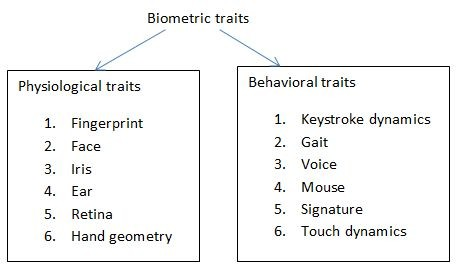 Biometric traits
Physiological traits
1. Fingerprint
2. Face
3. Iris
4. Ear
5. Retina
6. Hand geometry
Behavioral traits
1. Keystroke dynamics
2. Gait
3. Voice
4. Mouse
5. Signature
6. Touch dynamics